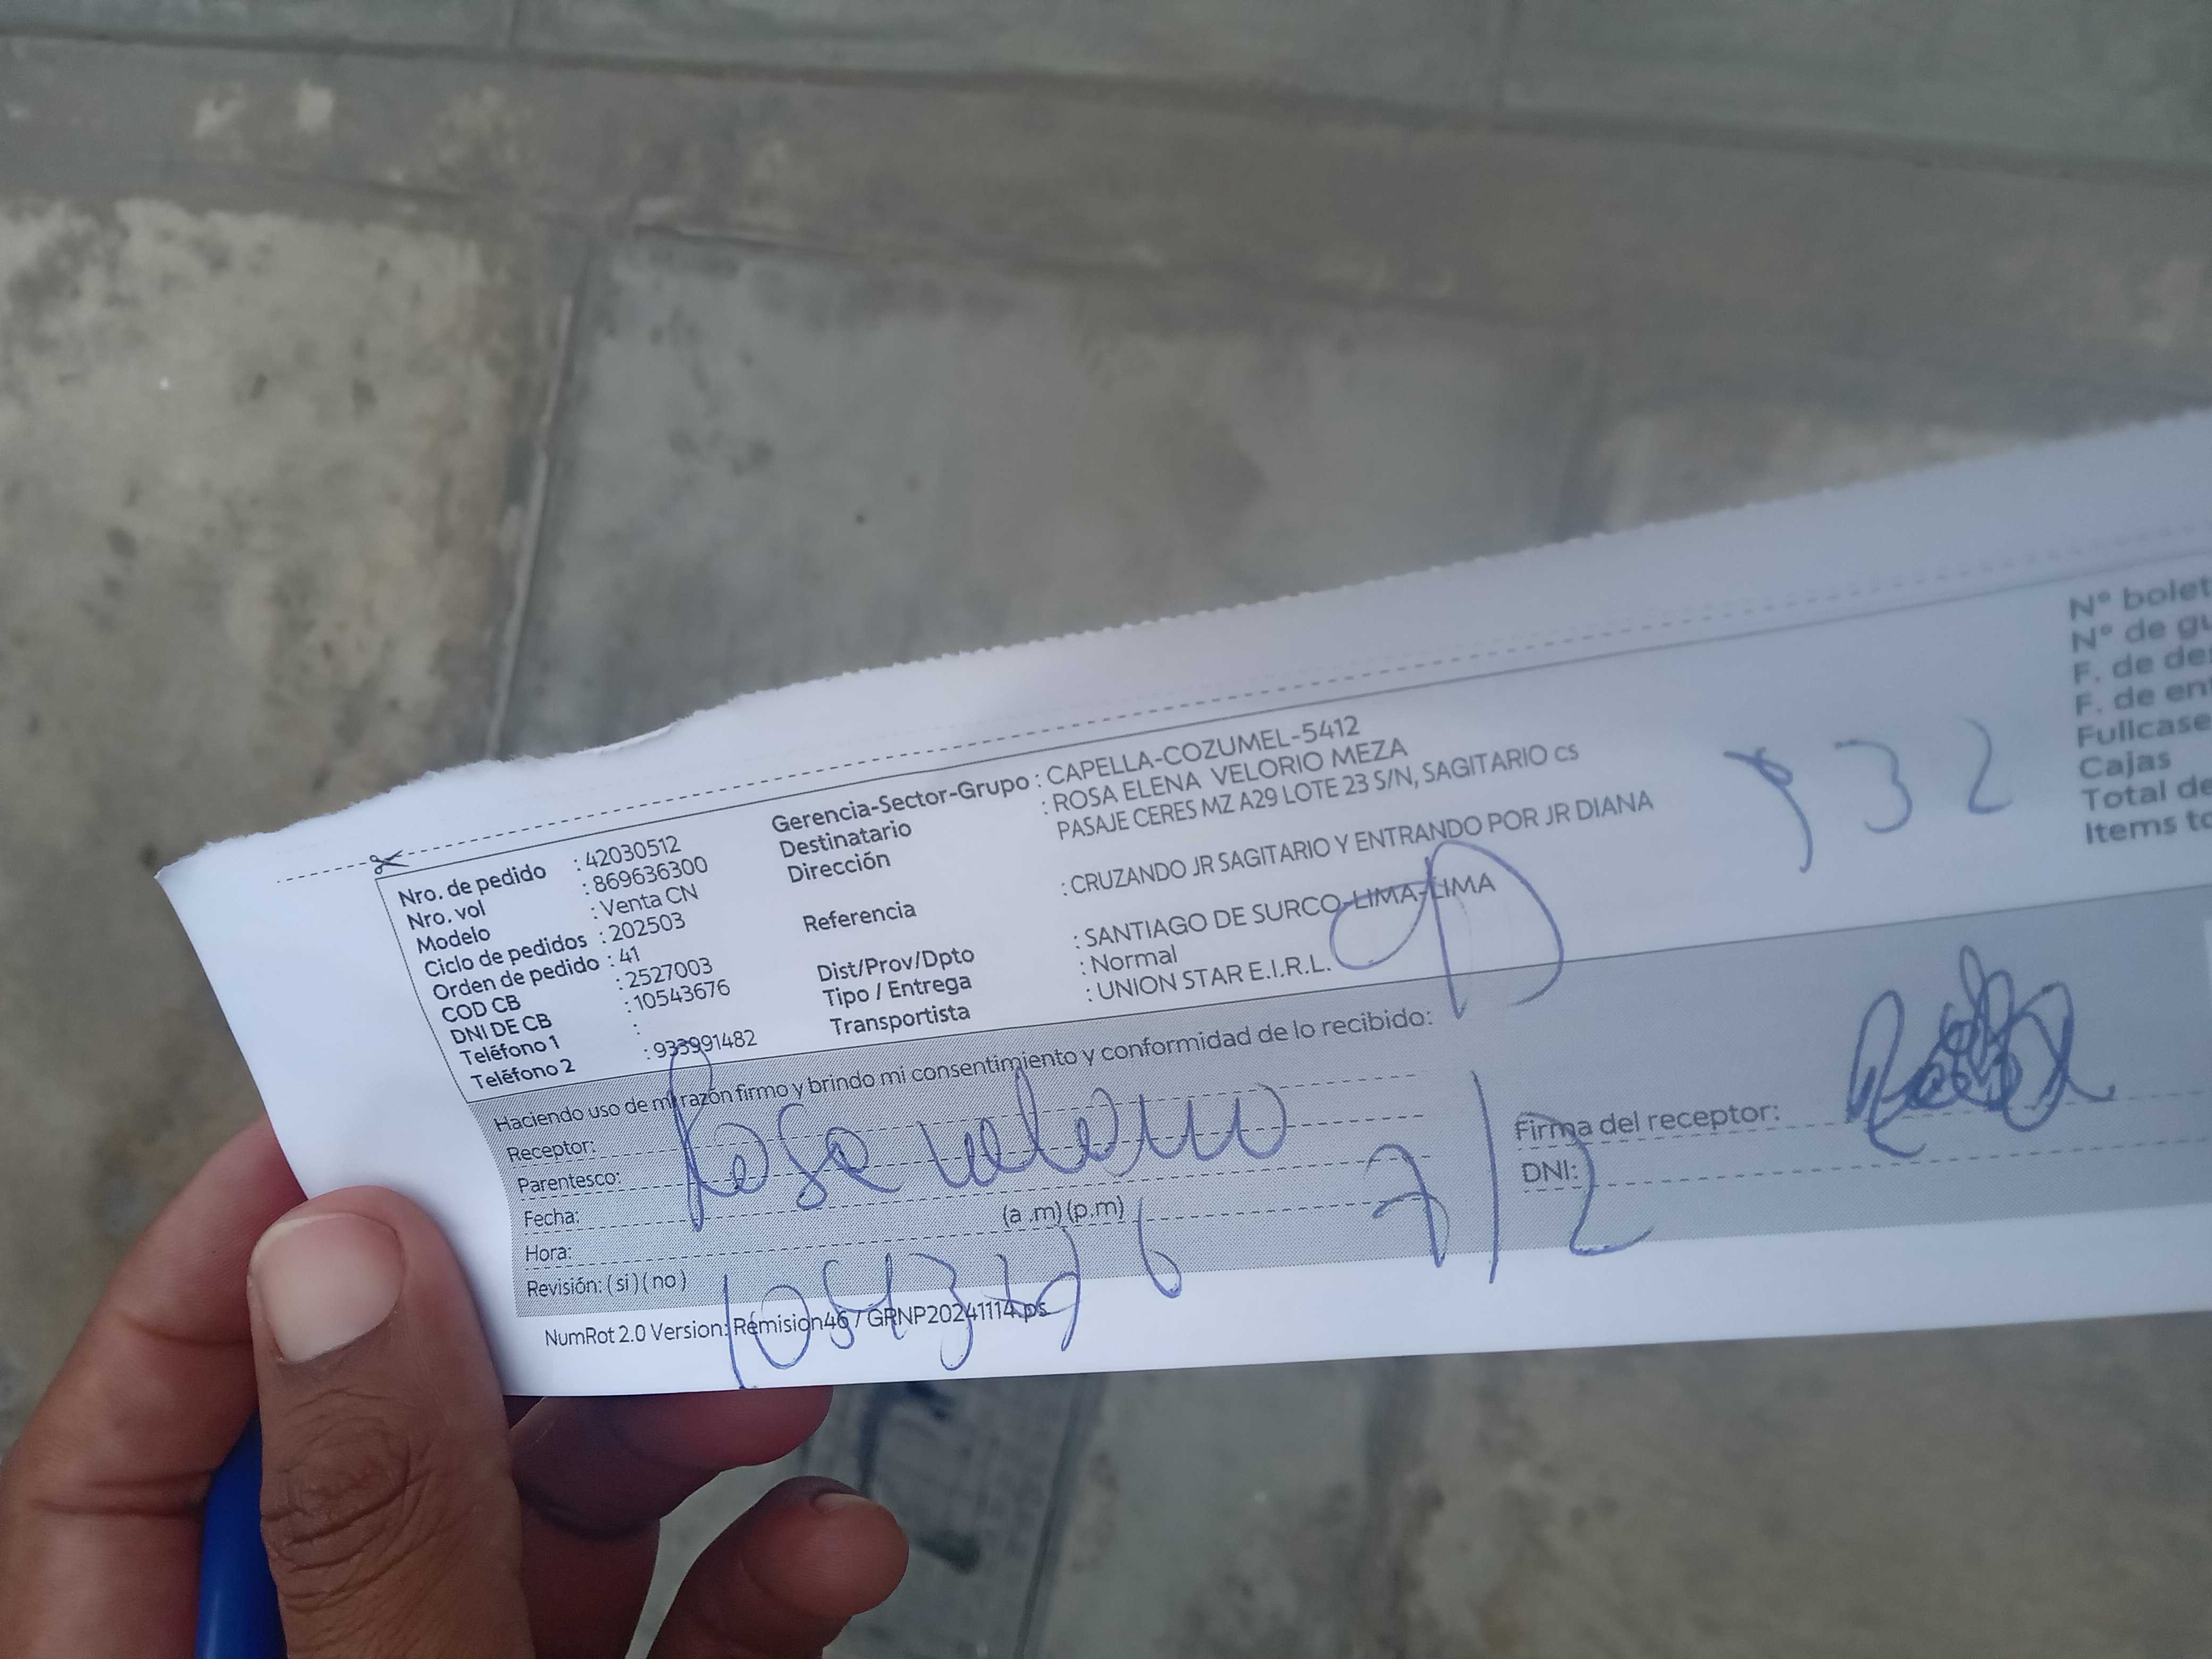 Nro. de pedido : 42030512
Nro. vol : 869636300
Modelo : Venta CN
Ciclo de pedidos : 202503
Orden de pedido : 41
COD CB : 2527003
DNI DE CB : 10543676
Teléfono 1 :
Teléfono 2 : 933991482
Gerencia-Sector-Grupo : CAPELLA-COZUMEL-5412
Destinatario : ROSA ELENA VELORIO MEZA
Dirección PASAJE CERES MZ A29 LOTE 23 S/N, SAGITARIO cs
Referencia : CRUZANDO JR SAGITARIO Y ENTRANDO POR JR DIANA
Dist/Prov/Dpto : SANTIAGO DE SURCO-LIMA-LIMA
Tipo / Entrega : Normal
Transportista : UNION STAR E.I.R.L.
832
N° bolet
N° de gu
F. de de
F. de en
Fullcase
Cajas
Total de
Items to
Haciendo uso de mi razón firmo y brindo mi consentimiento y conformidad de lo recibido:
Receptor: Rosa velorio
Parentesco:
Fecha: 7/2
Hora: (a .m) (p.m)
Revisión: ( si ) ( no )
10543676
Firma del receptor:
DNI:
NumRot 2.0 Version: Remision46 / GRNP20241114.ps